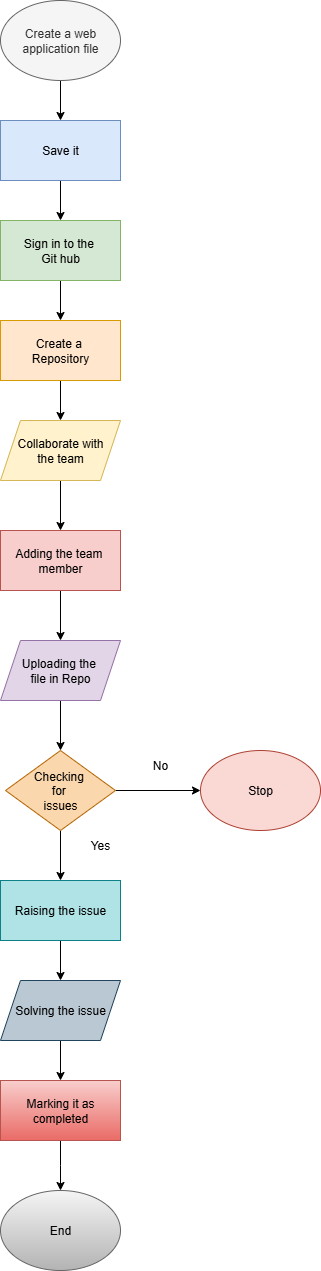 Create a web
application file
Save it
Sign in to the
Git hub
Create a
Repository
Collaborate with
the team
Adding the team
member
Uploading the
file in Repo
Checking
for
issues
No
Stop
Yes
Raising the issue
Solving the issue
Marking it as
completed
End